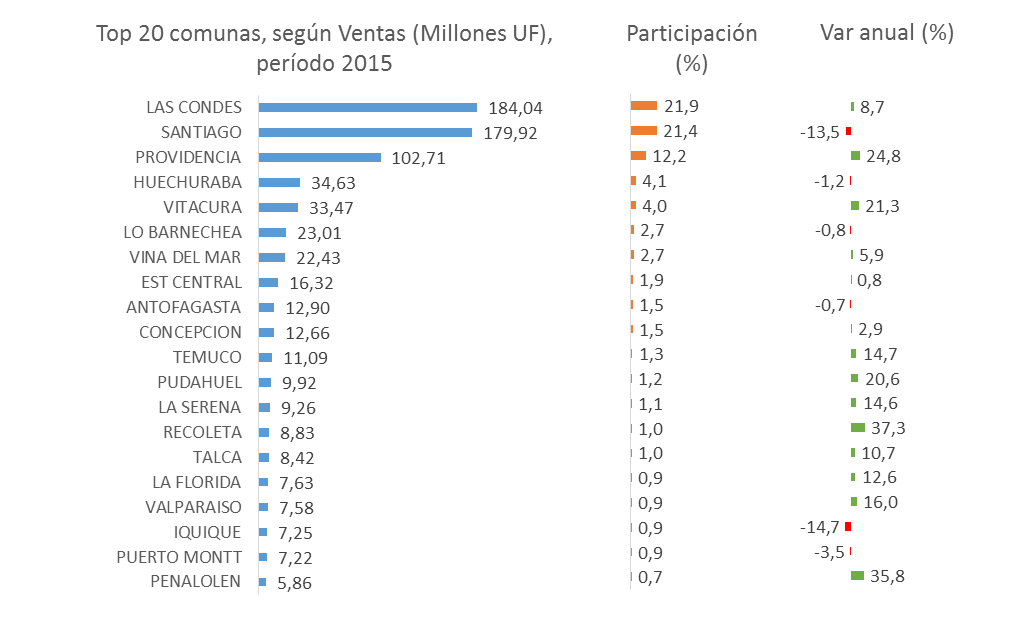 Top 20 comunas, según Ventas (Millones UF),
período 2015
Participación
(%)
Var anual (%)
LAS CONDES 184,04 21,9 8,7
SANTIAGO 179,92 21,4 -13,5
PROVIDENCIA 102,71 12,2 24,8
HUECHURABA 34,63 4,1 -1,2
VITACURA 33,47 4,0 21,3
LO BARNECHEA 23,01 2,7 -0,8
VINA DEL MAR 22,43 2,7 5,9
EST CENTRAL 16,32 1,9 0,8
ANTOFAGASTA 12,90 1,5 -0,7
CONCEPCION 12,66 1,5 2,9
TEMUCO 11,09 1,3 14,7
PUDAHUEL 9,92 1,2 20,6
LA SERENA 9,26 1,1 14,6
RECOLETA 8,83 1,0 37,3
TALCA 8,42 1,0 10,7
LA FLORIDA 7,63 0,9 12,6
VALPARAISO 7,58 0,9 16,0
IQUIQUE 7,25 0,9 -14,7
PUERTO MONTT 7,22 0,9 -3,5
PENALOLEN 5,86 0,7 35,8